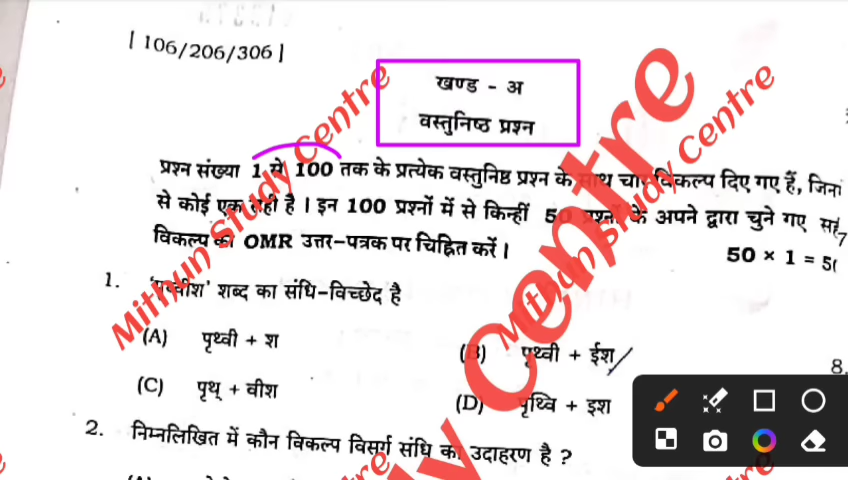 | 106/206/306 |
खण्ड - अ
वस्तुनिष्ठ प्रश्न
प्रश्न संख्या 1 से 100 तक के प्रत्येक वस्तुनिष्ठ प्रश्न के साथ चार विकल्प दिए गए हैं, जिनम
से कोई एक सही है । इन 100 प्रश्नों में से किन्हीं 50 प्रश्नों के अपने द्वारा चुने गए सही
विकल्प को OMR उत्तर-पत्रक पर चिह्नित करें ।
50 × 1 = 50
1. 'पृथ्वीश' शब्द का संधि-विच्छेद है
(A) पृथ्वी + श
(B) पृथ्वी + ईश
(C) पृथ् + वीश
(D) पृथ्वि + इश
8.
2. निम्नलिखित में कौन विकल्प विसर्ग संधि का उदाहरण है ?
Mithun Study Centre
Mithun Study Centre